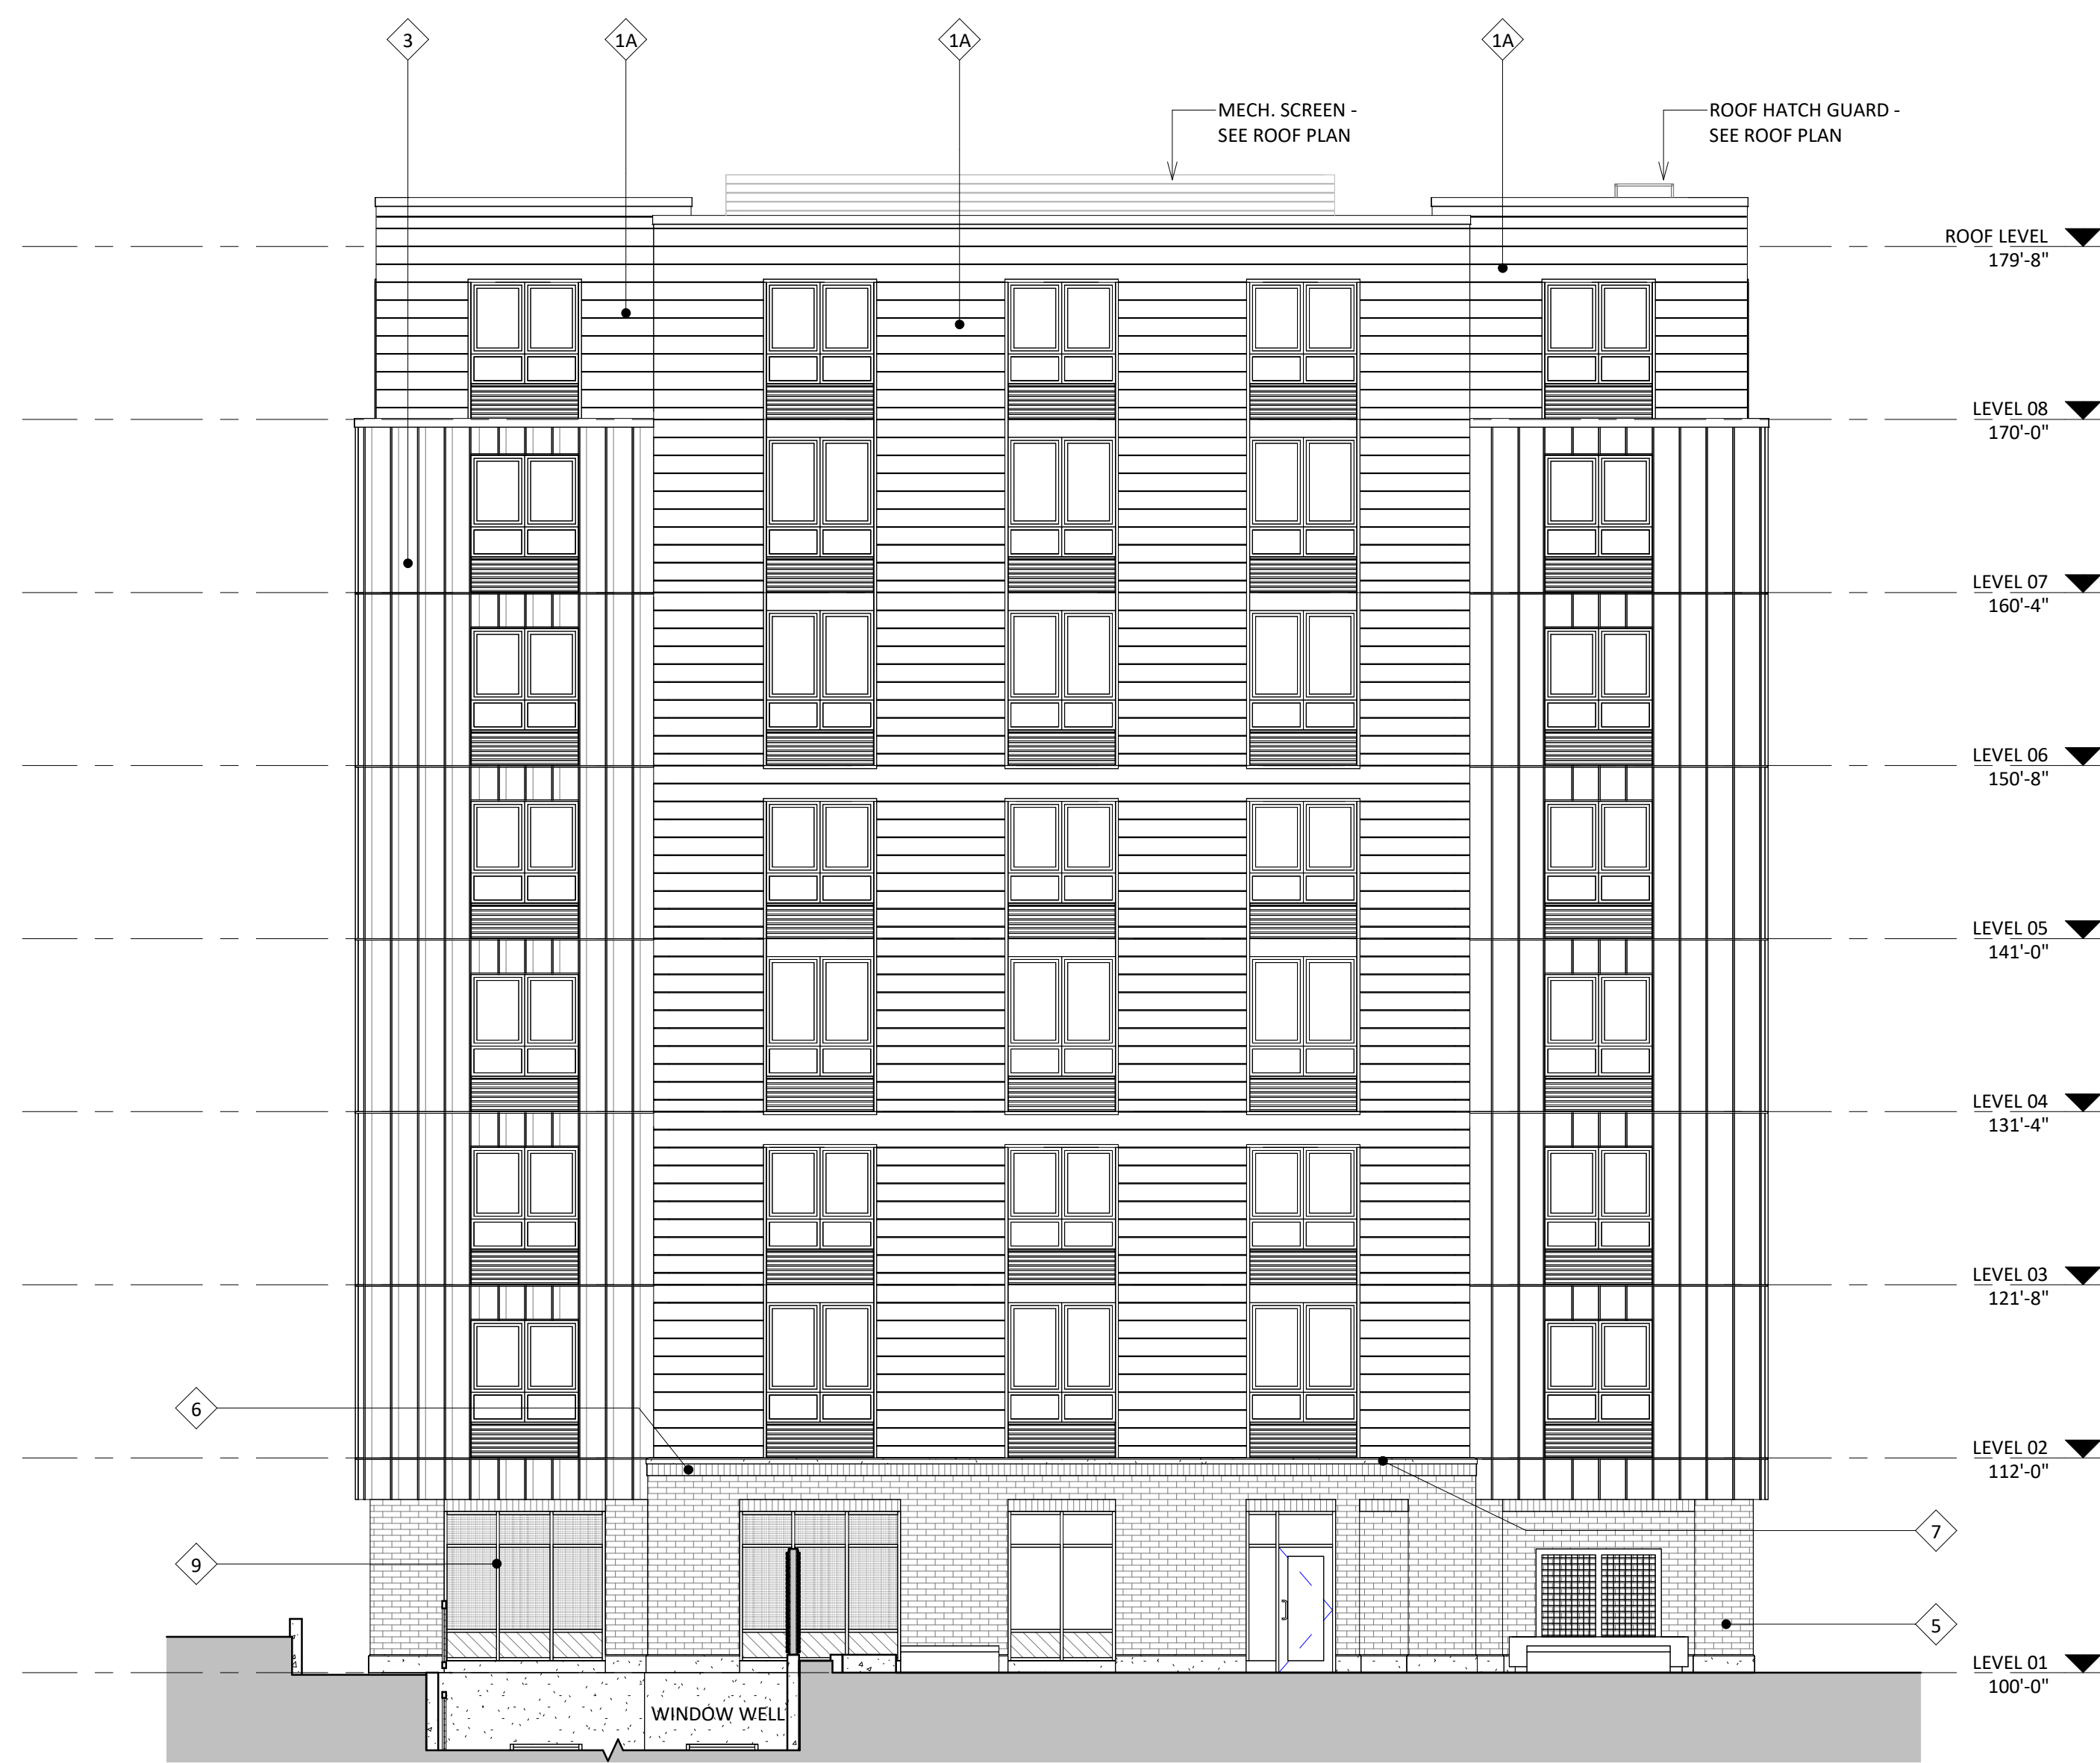 3
1A
1A
1A
MECH. SCREEN -
SEE ROOF PLAN
ROOF HATCH GUARD -
SEE ROOF PLAN
ROOF LEVEL
179'-8"
LEVEL 08
170'-0"
LEVEL 07
160'-4"
LEVEL 06
150'-8"
LEVEL 05
141'-0"
LEVEL 04
131'-4"
LEVEL 03
121'-8"
6
LEVEL 02
112'-0"
7
9
5
LEVEL 01
100'-0"
WINDOW WELL